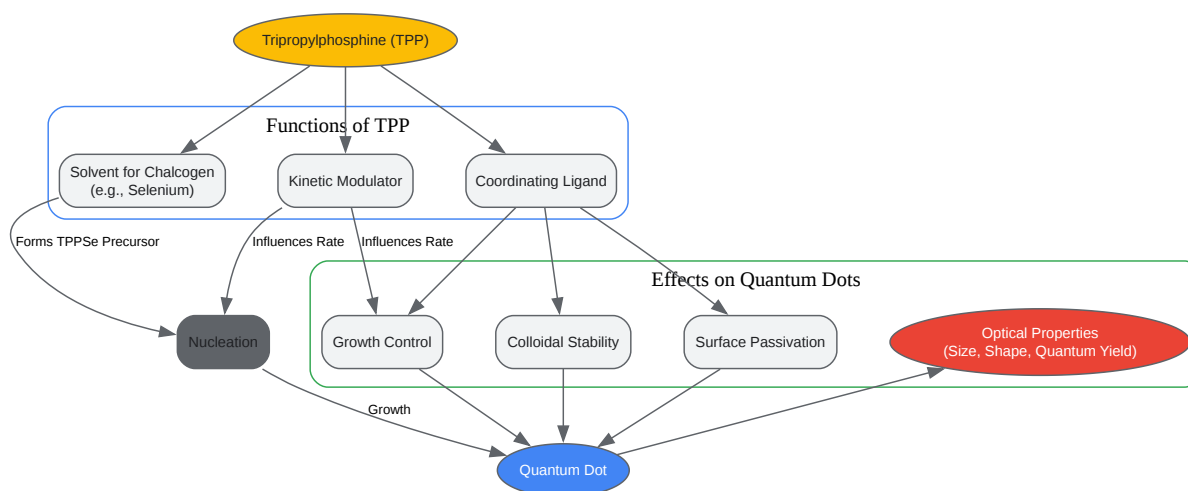 Tripropylphosphine (TPP)
Functions of TPP
Solvent for Chalcogen
(e.g., Selenium)
Kinetic Modulator
Coordinating Ligand
Forms TPPSe Precursor
Influences Rate
Influences Rate
Effects on Quantum Dots
Nucleation
Growth Control
Colloidal Stability
Surface Passivation
Optical Properties
(Size, Shape, Quantum Yield)
Growth
Quantum Dot